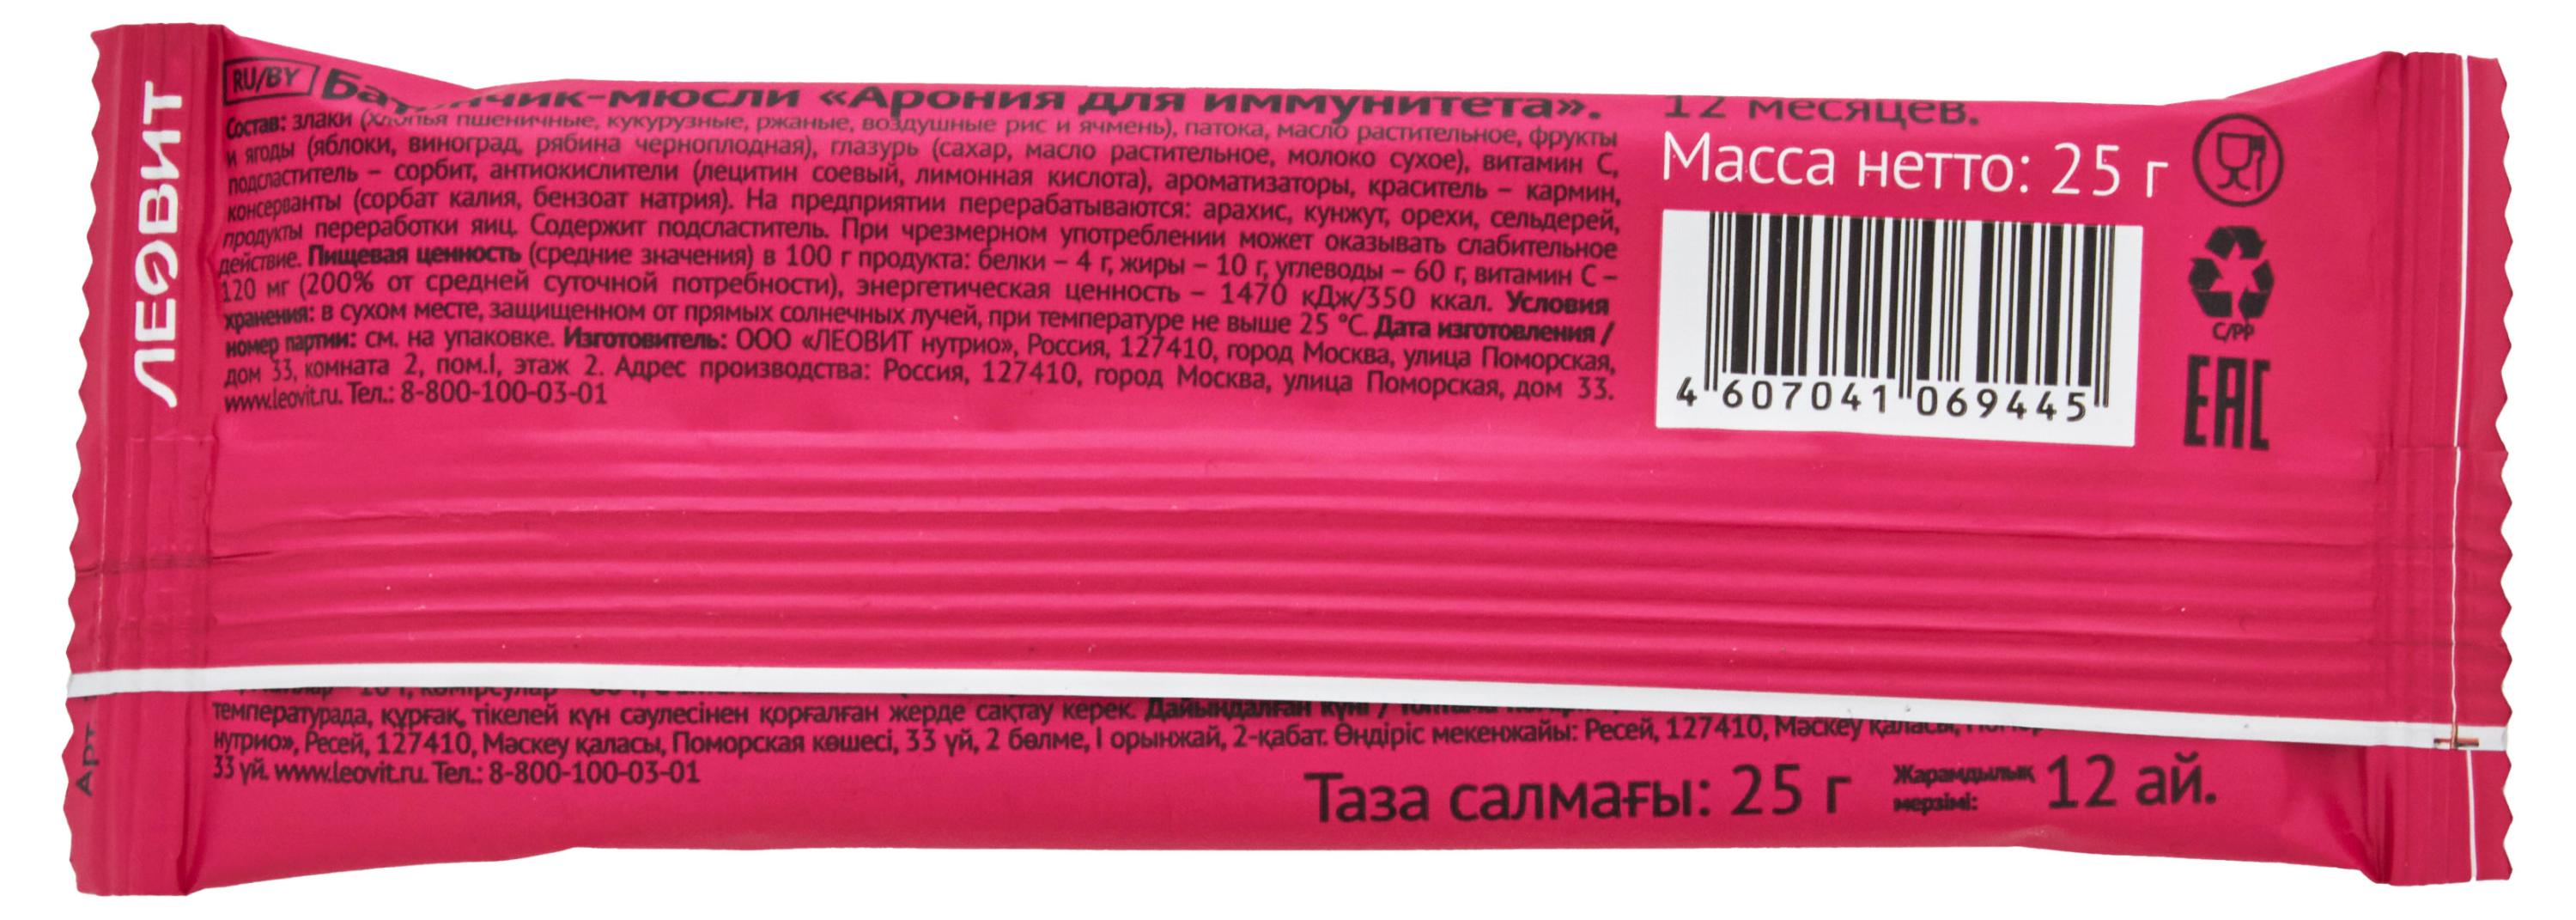 ЛЕОВИТ
RU/BY
Батончик-мюсли «Арония для иммунитета».
Состав: злаки (хлопья пшеничные, кукурузные, ржаные, воздушные рис и ячмень), патока, масло растительное, фрукты
и ягоды (яблоки, виноград, рябина черноплодная), глазурь (сахар, масло растительное, молоко сухое), витамин С,
подсластитель – сорбит, антиокислители (лецитин соевый, лимонная кислота), ароматизаторы, краситель – кармин,
консерванты (сорбат калия, бензоат натрия). На предприятии перерабатываются: арахис, кунжут, орехи, сельдерей,
продукты переработки яиц. Содержит подсластитель. При чрезмерном употреблении может оказывать слабительное
действие. Пищевая ценность (средние значения) в 100 г продукта: белки – 4 г, жиры – 10 г, углеводы – 60 г, витамин С –
120 мг (200% от средней суточной потребности), энергетическая ценность – 1470 кДж/350 ккал. Условия
хранения: в сухом месте, защищенном от прямых солнечных лучей, при температуре не выше 25 °С. Дата изготовления /
номер партии: см. на упаковке. Изготовитель: ООО «ЛЕОВИТ нутрио», Россия, 127410, город Москва, улица Поморская,
дом 33, комната 2, пом.I, этаж 2. Адрес производства: Россия, 127410, город Москва, улица Поморская, дом 33.
www.leovit.ru. Тел.: 8-800-100-03-01
12 месяцев.
Масса нетто: 25 г
4 607041 069445
C/PP
EAC
температурада, құрғақ, тікелей күн сәулесінен қорғалған жерде сақтау керек. Дайындалған күні /
нутрио», Ресей, 127410, Мәскеу қаласы, Поморская көшесі, 33 үй, 2 бөлме, I орынжай, 2-қабат. Өндіріс мекенжайы: Ресей, 127410, Мәскеу қаласы,
33 үй. www.leovit.ru. Тел.: 8-800-100-03-01
Таза салмағы: 25 г
Жарамдылық
мерзімі:
12 ай.
Арт